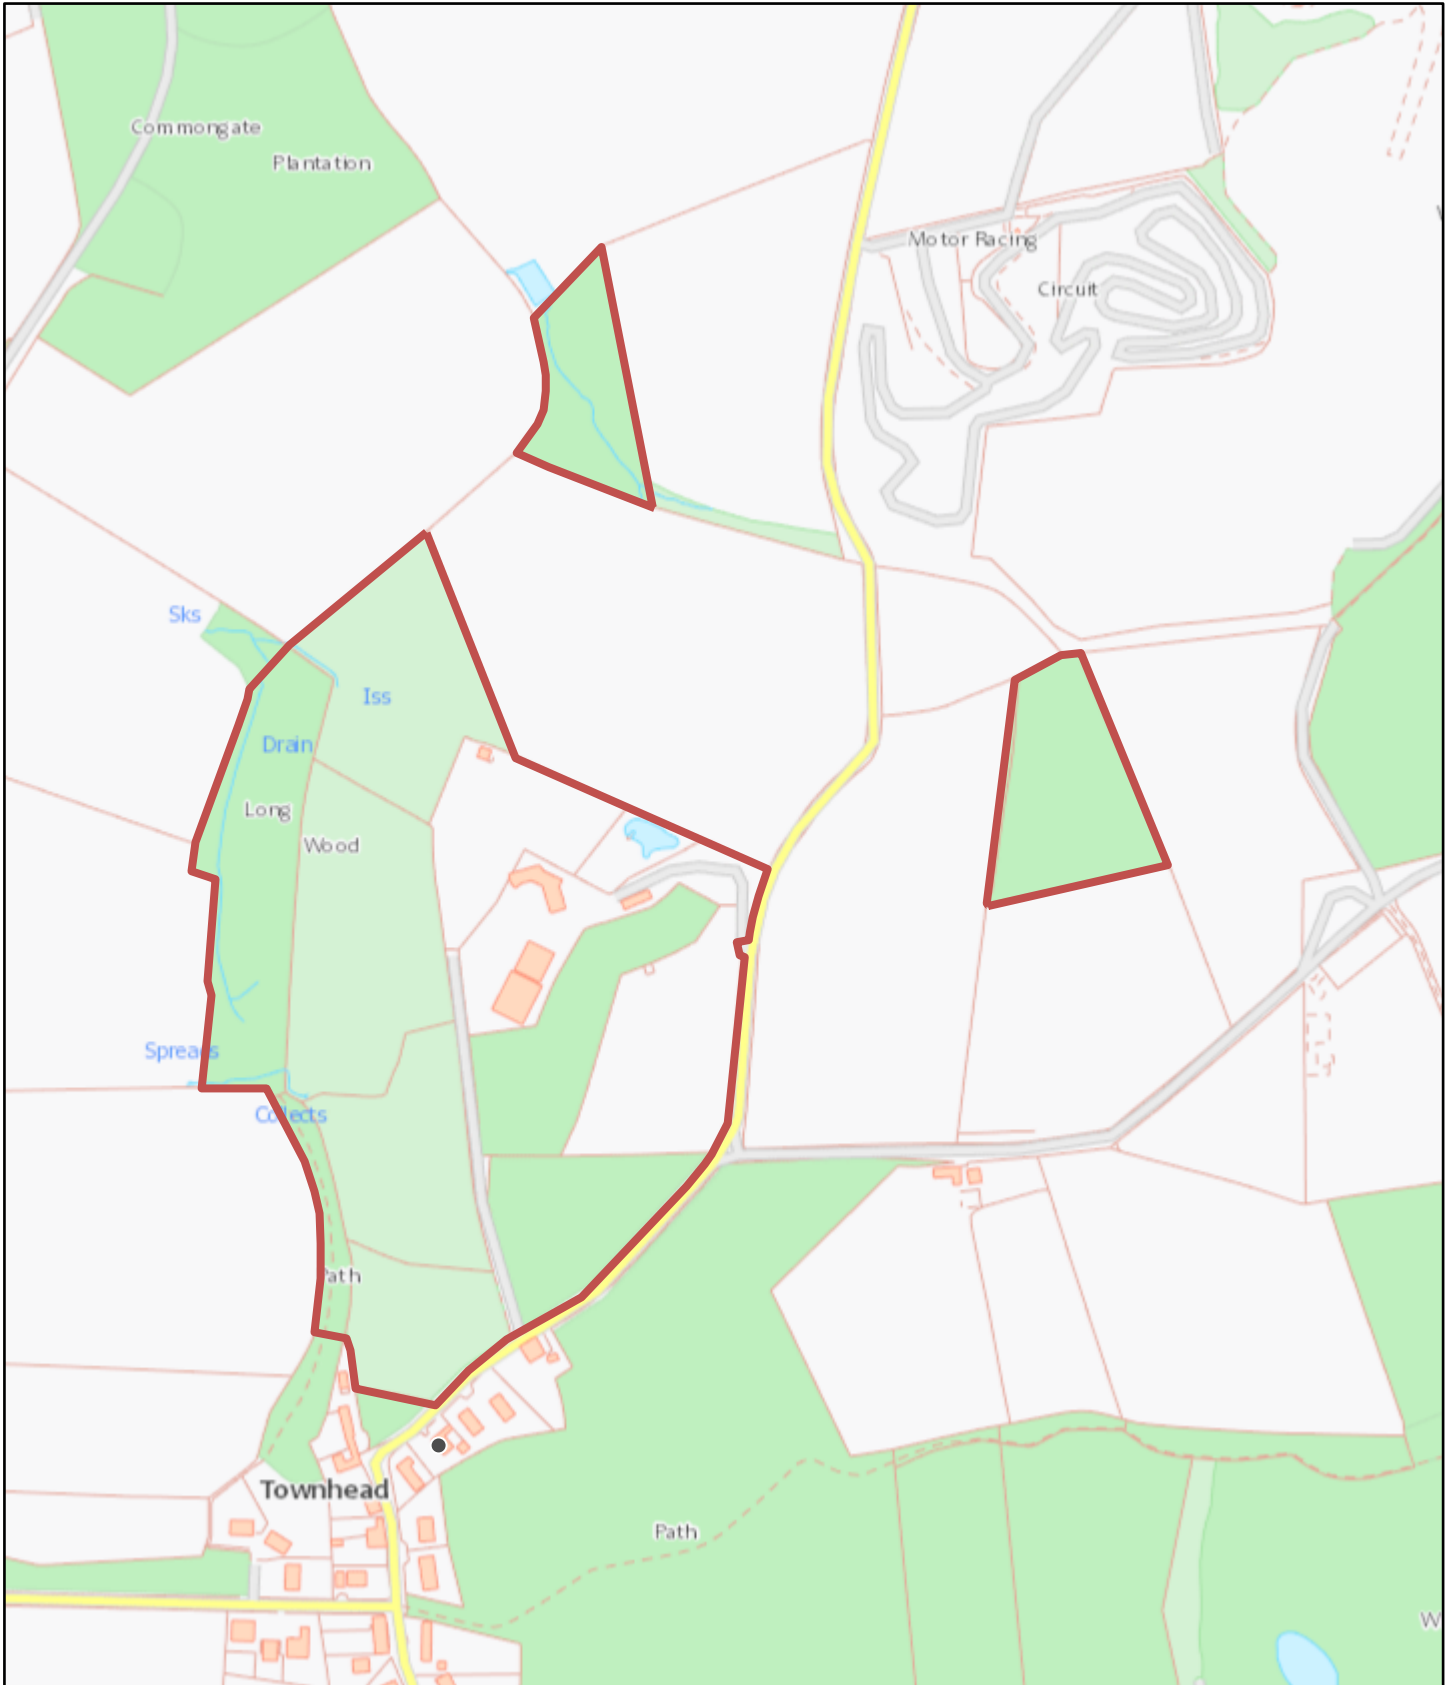 Commongate
Plantation
Motor Racing
Circuit
Sks
Iss
Drain
Long
Wood
Spreads
Collects
Path
Townhead
Path
W